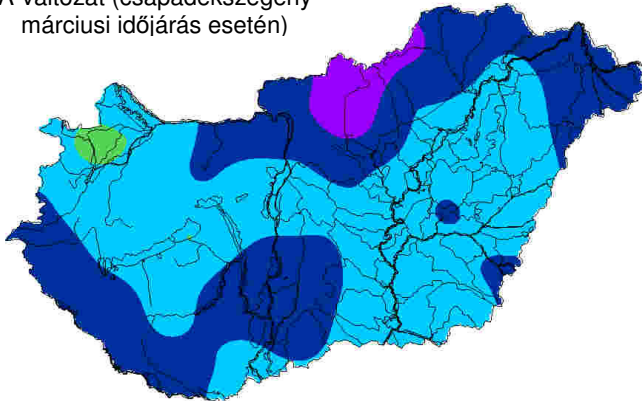 A változat (csapadékszegény
márciusi időjárás esetén)